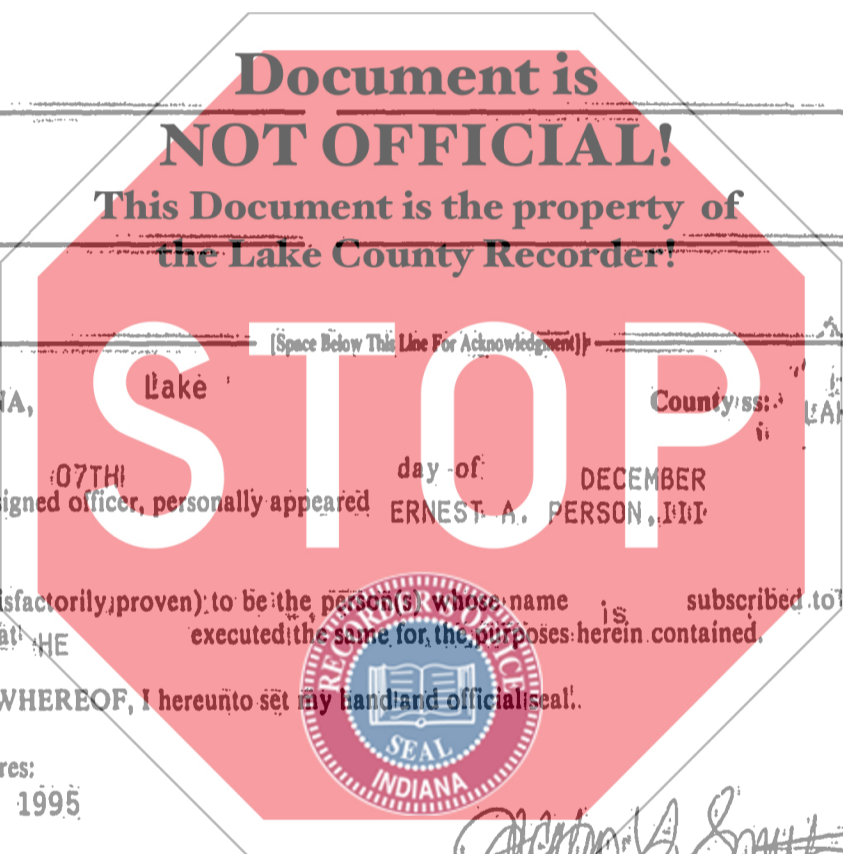 Document is
NOT OFFICIAL!
This Document is the property of
the Lake County Recorder!
[Space Below This Line For Acknowledgment]
STOP
NA, Lake County ss:
07TH day of DECEMBER
signed officer, personally appeared ERNEST A. PERSON, III
isfactorily proven) to be the person(s) whose name is subscribed to
at HE executed the same for the purposes herein contained.
WHEREOF, I hereunto set my hand and official seal.
RECORDER'S OFFICE
SEAL
INDIANA
res:
1995